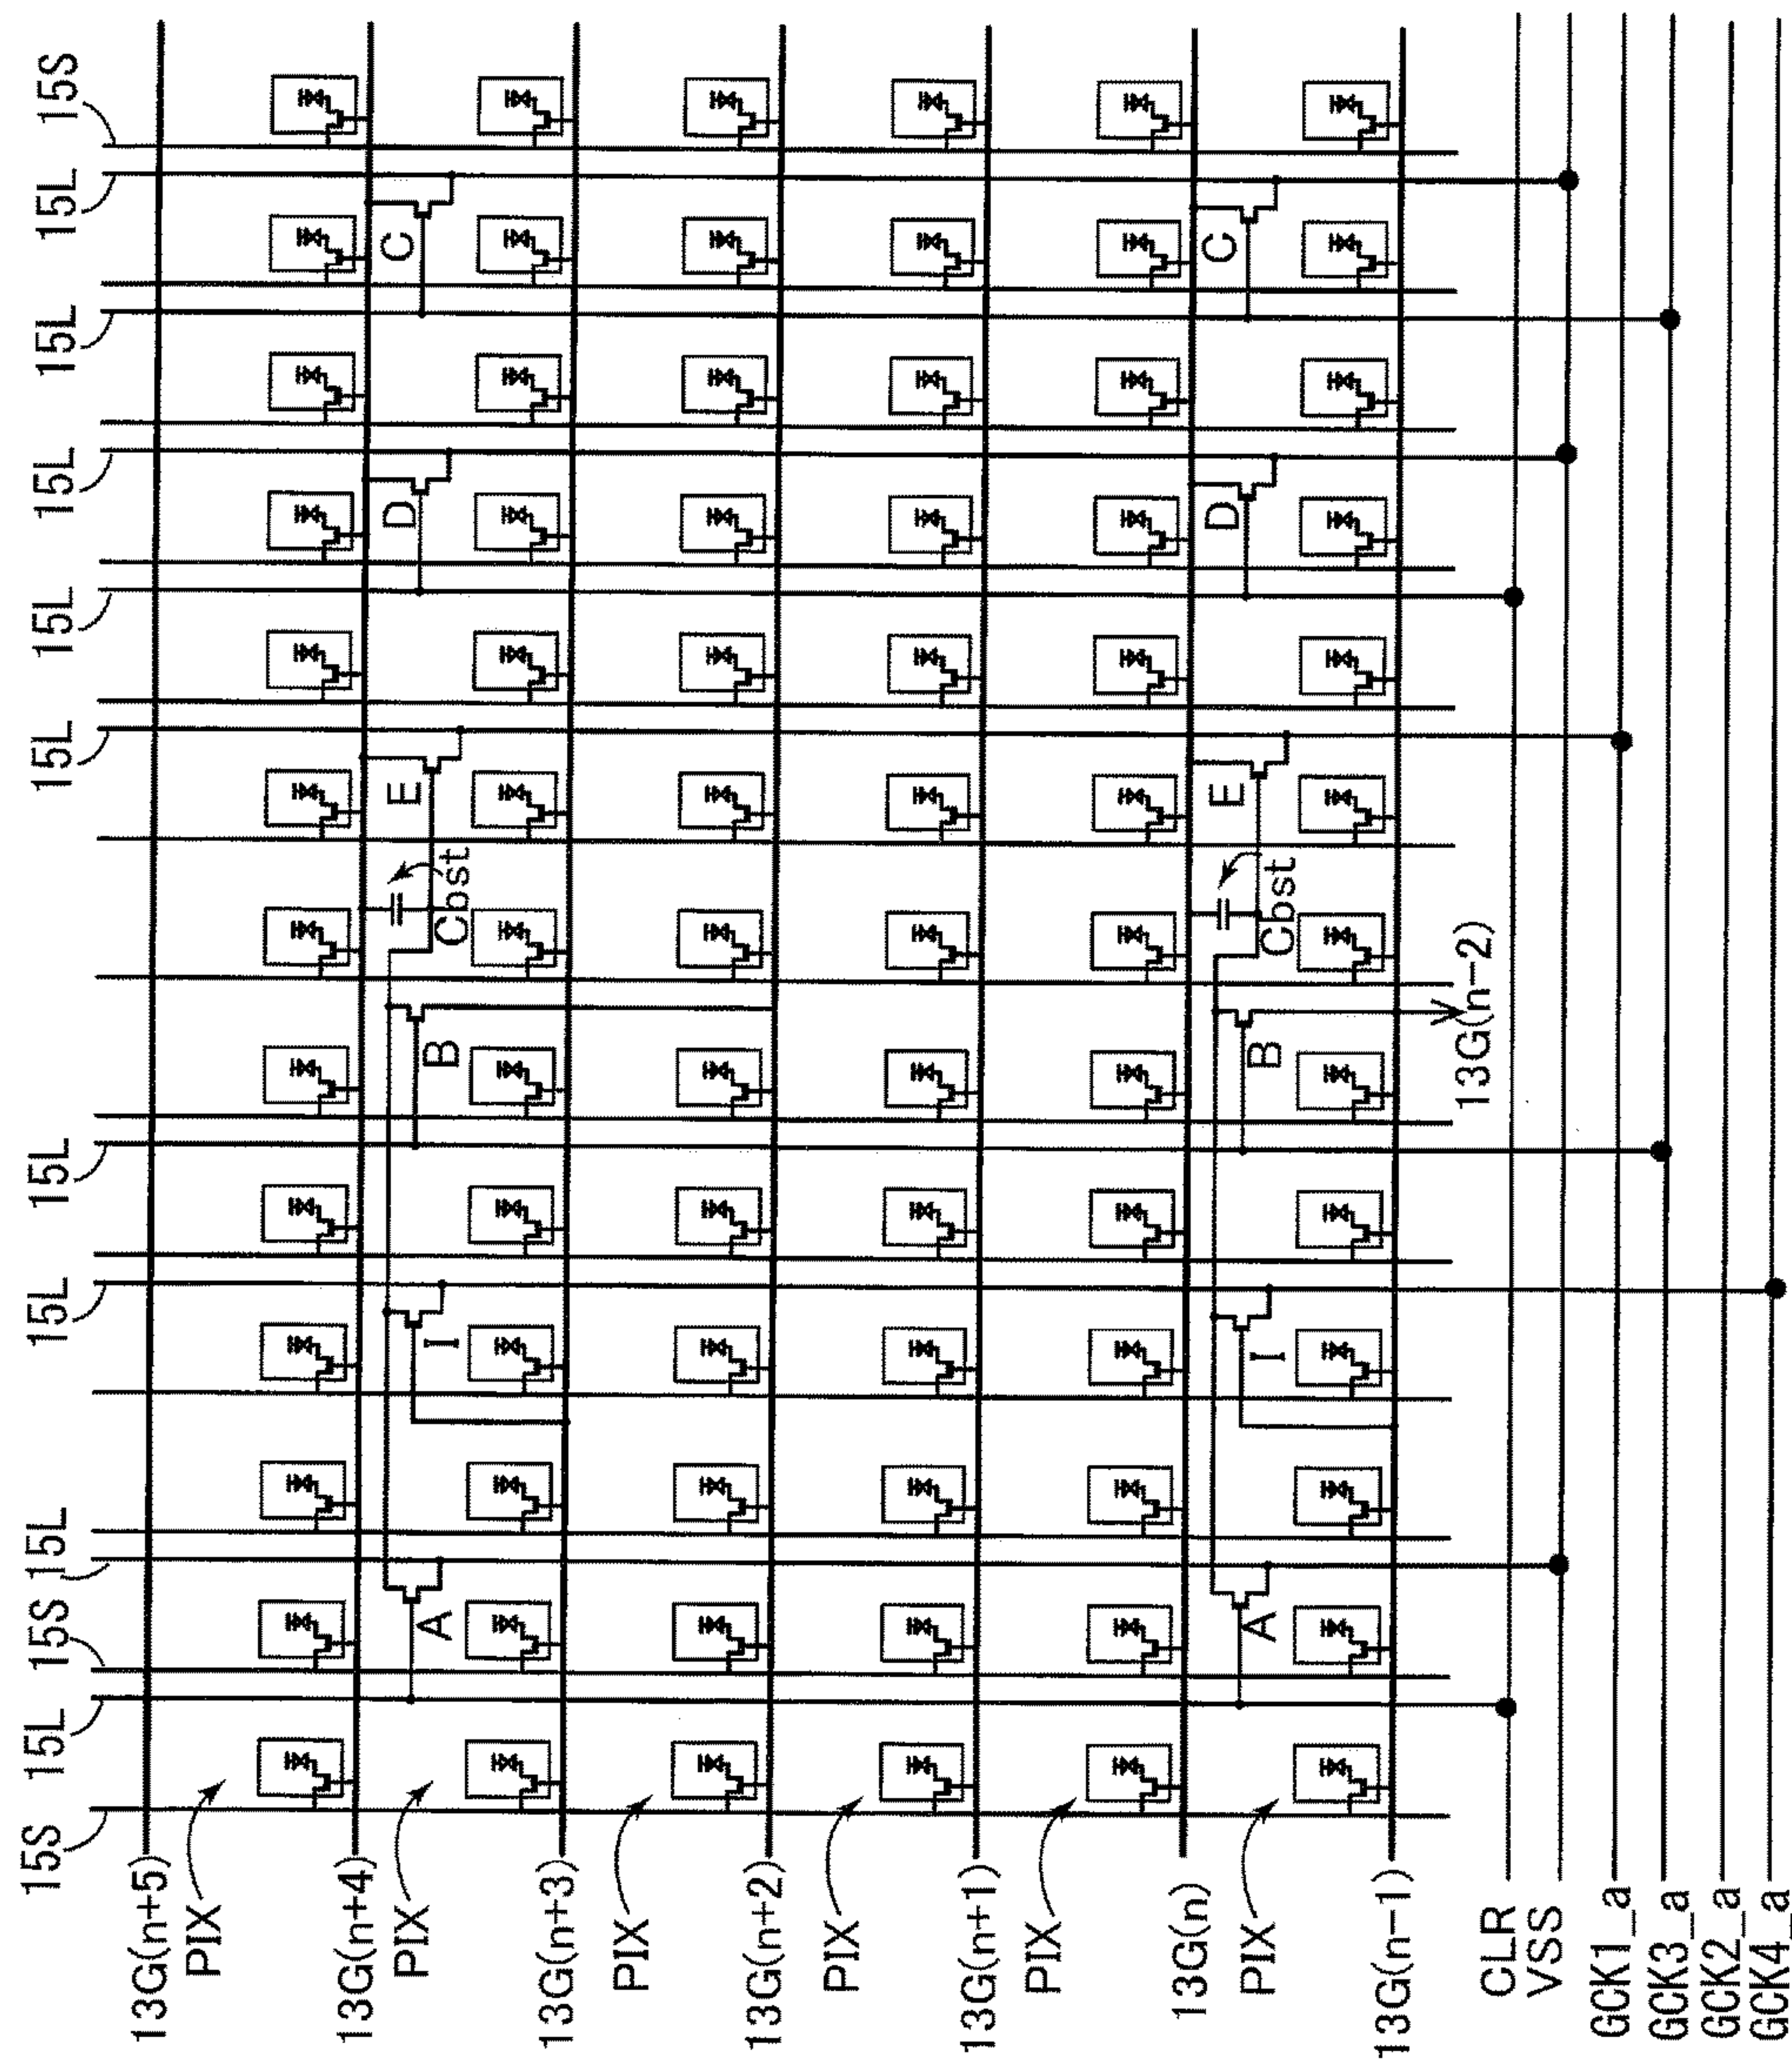 15S
15L
15L
15L
15L
15L
15L
15L
15L
15S
15L
15S
13G(n+5)
PIX
13G(n+4)
PIX
13G(n+3)
PIX
13G(n+2)
PIX
13G(n+1)
PIX
13G(n)
PIX
13G(n-1)
C
D
E
Cbst
B
I
A
C
D
E
Cbst
B
I
A
13G(n-2)
CLR
VSS
GCK1_a
GCK3_a
GCK2_a
GCK4_a